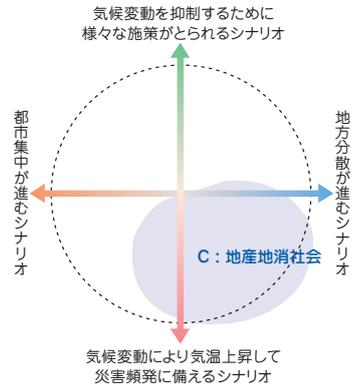 気候変動を抑制するために
様々な施策がとられるシナリオ
都市集中が進むシナリオ
地方分散が進むシナリオ
C：地産地消社会
気候変動により気温上昇して
災害頻発に備えるシナリオ